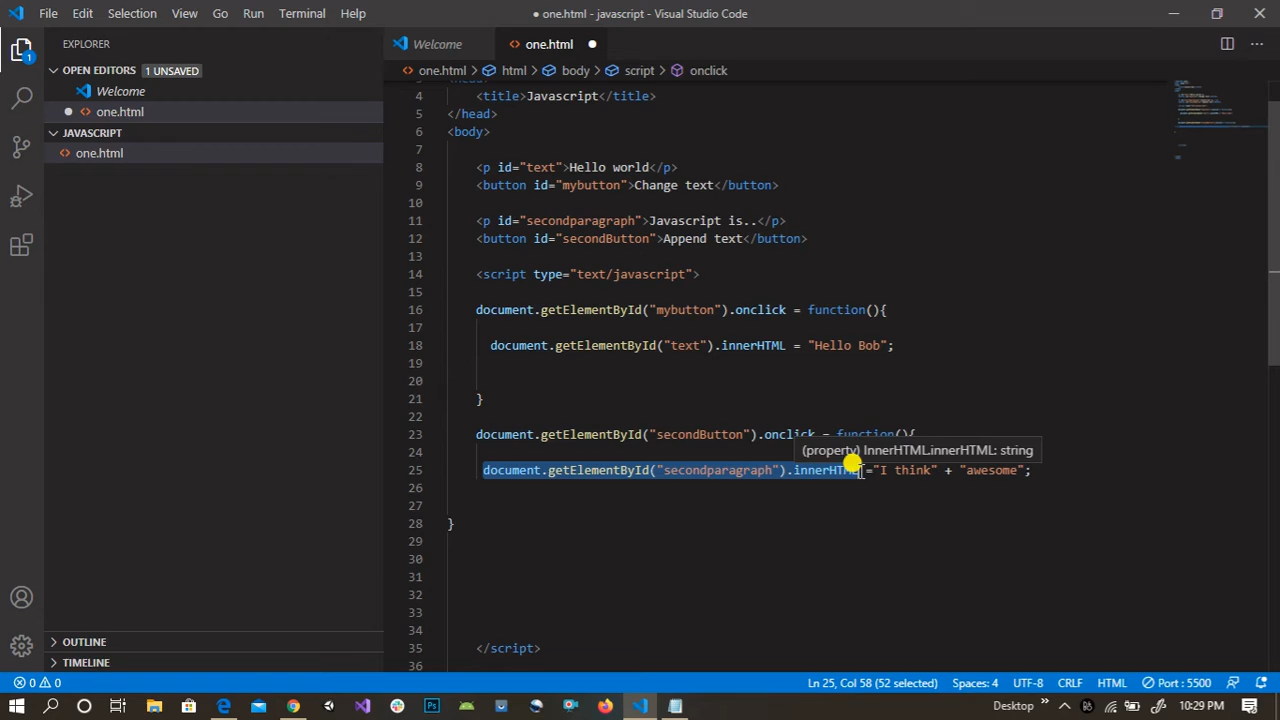 File Edit Selection View Go Run Terminal Help
● one.html - javascript - Visual Studio Code
EXPLORER
Welcome
one.html
OPEN EDITORS 1 UNSAVED
one.html > html > body > script > onclick
Welcome
one.html
JAVASCRIPT
one.html
4 <title>Javascript</title>
5 </head>
6 <body>
7
8 <p id="text">Hello world</p>
9 <button id="mybutton">Change text</button>
10
11 <p id="secondparagraph">Javascript is..</p>
12 <button id="secondButton">Append text</button>
13
14 <script type="text/javascript">
15
16 document.getElementById("mybutton").onclick = function(){
17
18 document.getElementById("text").innerHTML = "Hello Bob";
19
20
21 }
22
23 document.getElementById("secondButton").onclick = function(){
24
(property) InnerHTML.innerHTML: string
25 document.getElementById("secondparagraph").innerHTML ="I think" + "awesome";
26
27
28 }
29
30
31
32
33
34
35 </script>
36
OUTLINE
TIMELINE
0 0
Ln 25, Col 58 (52 selected) Spaces: 4 UTF-8 CRLF HTML Port : 5500
Desktop 10:29 PM